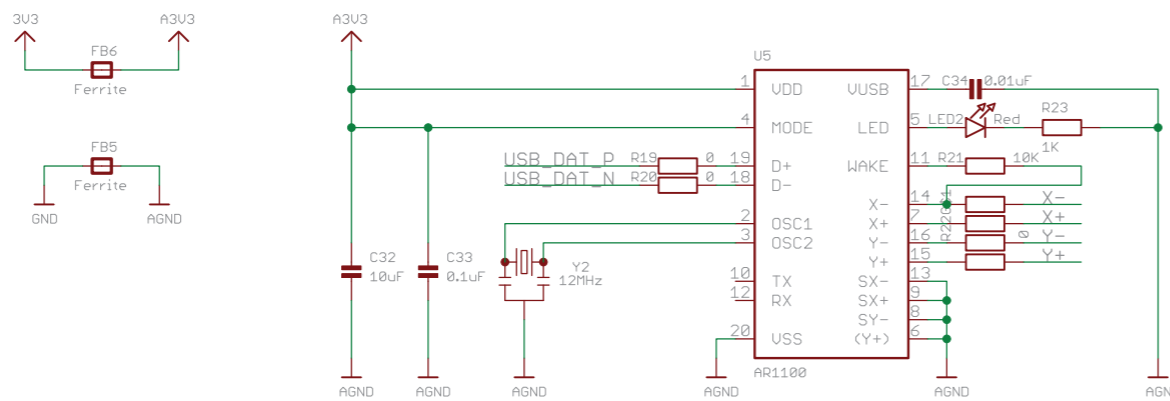 3V3
A3V3
FB6
Ferrite
FB5
Ferrite
GND
AGND
A3V3
C32
10uF
C33
0.1uF
AGND
AGND
USB_DAT_P
R19
0
USB_DAT_N
R20
0
Y2
12MHz
AGND
AGND
U5
1
VDD
4
MODE
19
D+
18
D-
2
OSC1
3
OSC2
10
TX
12
RX
20
VSS
VUSB
17
LED
5
WAKE
11
X-
14
X+
7
Y-
16
Y+
15
SX-
13
SX+
9
SY-
8
(Y+)
6
AR1100
C34
0.01uF
LED2
Red
R23
1K
R21
10K
X-
X+
0
Y-
Y+
AGND
AGN